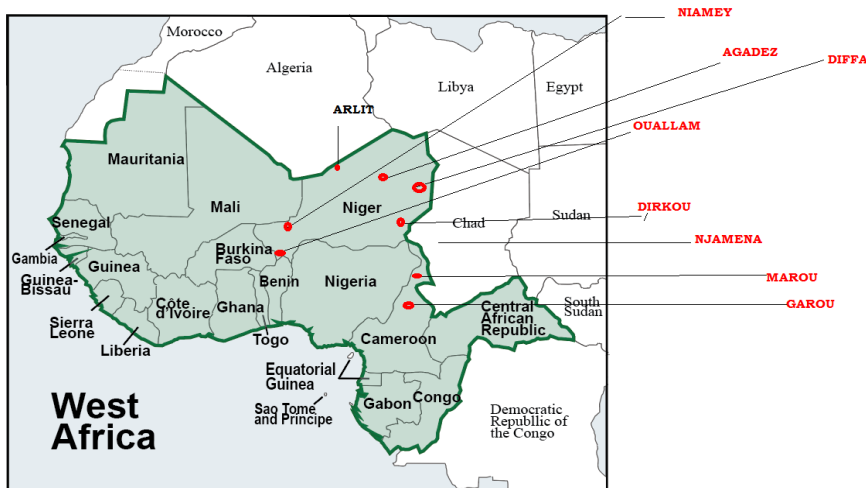 NIAMEY
Morocco
AGADEZ
DIFFA
Algeria
Libya
Egypt
ARLIT
OUALLAM
Mauritania
Mali
Niger
DIRKOU
Senegal
Chad
Sudan
Gambia
Burkina
Faso
NJAMENA
Guinea
Guinea-
Bissau
Benin
Nigeria
MAROU
Côte
d'Ivoire
Ghana
Central
African
Republic
GAROU
South
Sudan
Sierra
Leone
Togo
Cameroon
Liberia
Equatorial
Guinea
Sao Tome
and Principe
Gabon
Congo
West
Africa
Democratic
Republlic of
the Congo